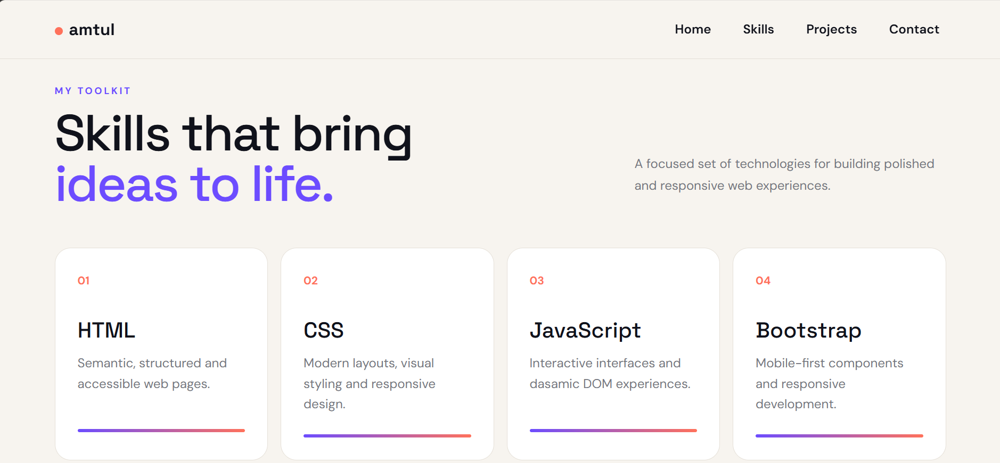 amtul
Home Skills Projects Contact
MY TOOLKIT
Skills that bring
ideas to life.
A focused set of technologies for building polished
and responsive web experiences.
01
HTML
Semantic, structured and
accessible web pages.
02
CSS
Modern layouts, visual
styling and responsive
design.
03
JavaScript
Interactive interfaces and
dasamic DOM experiences.
04
Bootstrap
Mobile-first components
and responsive
development.